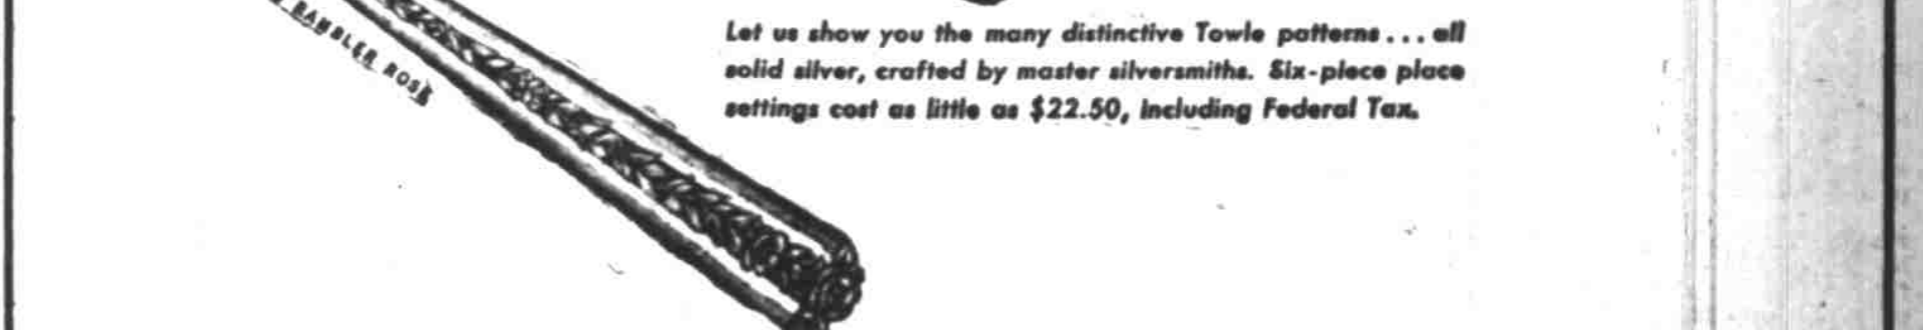 RAMBLER ROSE
Let us show you the many distinctive Towle patterns...all
solid silver, crafted by master silversmiths. Six-piece place
settings cost as little as $22.50, including Federal Tax.